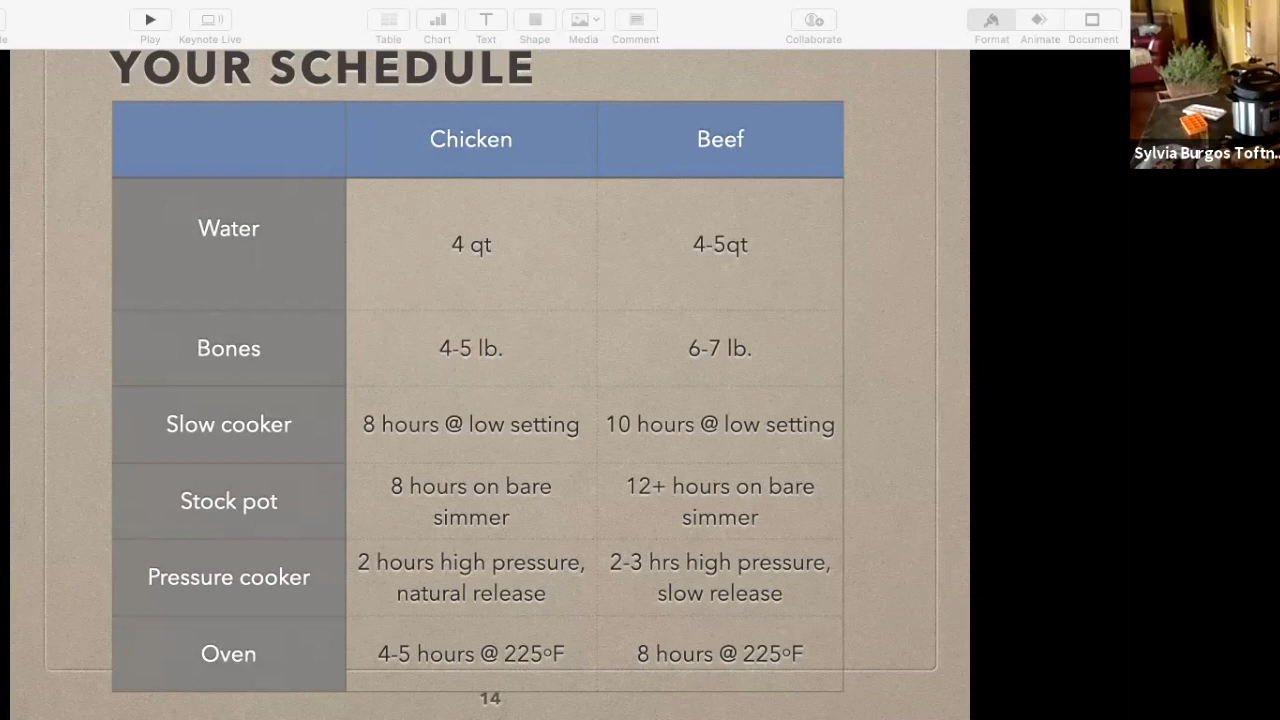 Play
Keynote Live
Table
Chart
Text
Shape
Media
Comment
Collaborate
Format
Animate
Document
YOUR SCHEDULE
Chicken
Beef
Water
4 qt
4-5qt
Bones
4-5 lb.
6-7 lb.
Slow cooker
8 hours @ low setting
10 hours @ low setting
Stock pot
8 hours on bare
simmer
12+ hours on bare
simmer
Pressure cooker
2 hours high pressure,
natural release
2-3 hrs high pressure,
slow release
Oven
4-5 hours @ 225ºF
8 hours @ 225ºF
14
Sylvia Burgos Toftn...